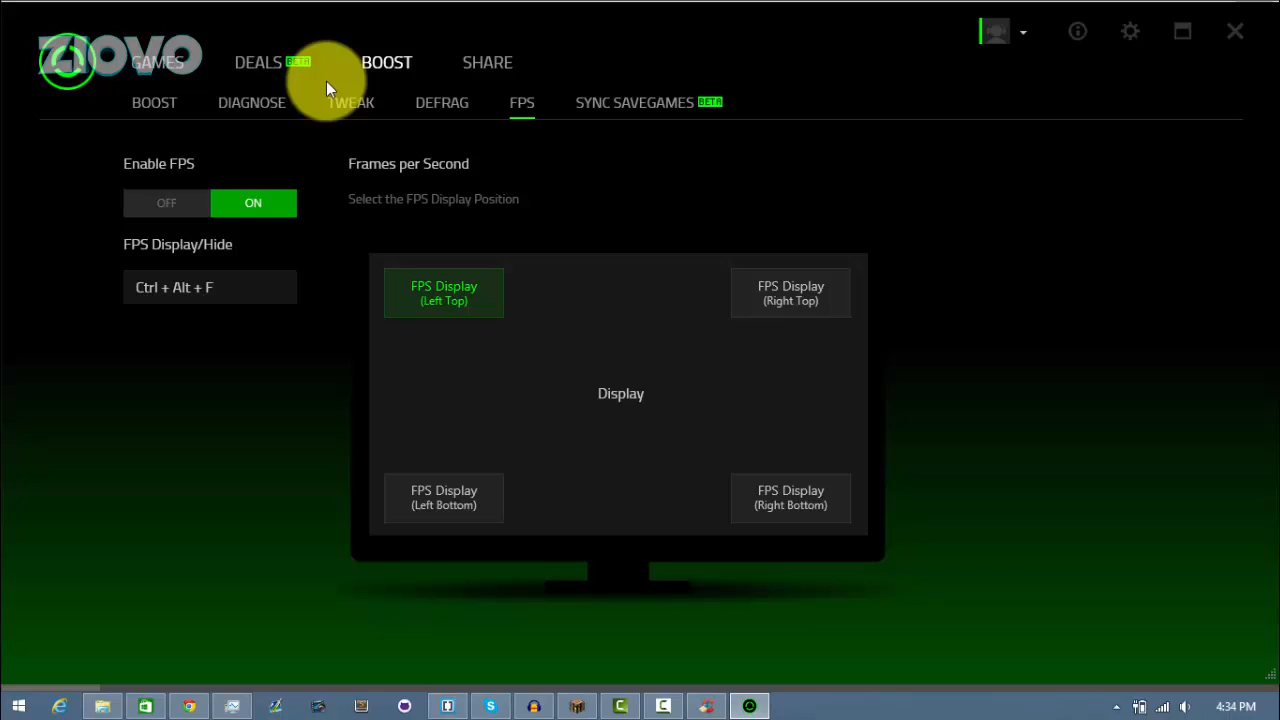 ZIOVO
GAMES DEALS BETA BOOST SHARE
BOOST DIAGNOSE TWEAK DEFRAG FPS SYNC SAVEGAMES BETA
Enable FPS
OFF ON
FPS Display/Hide
Ctrl + Alt + F
Frames per Second
Select the FPS Display Position
FPS Display
(Left Top)
FPS Display
(Right Top)
Display
FPS Display
(Left Bottom)
FPS Display
(Right Bottom)
4:34 PM